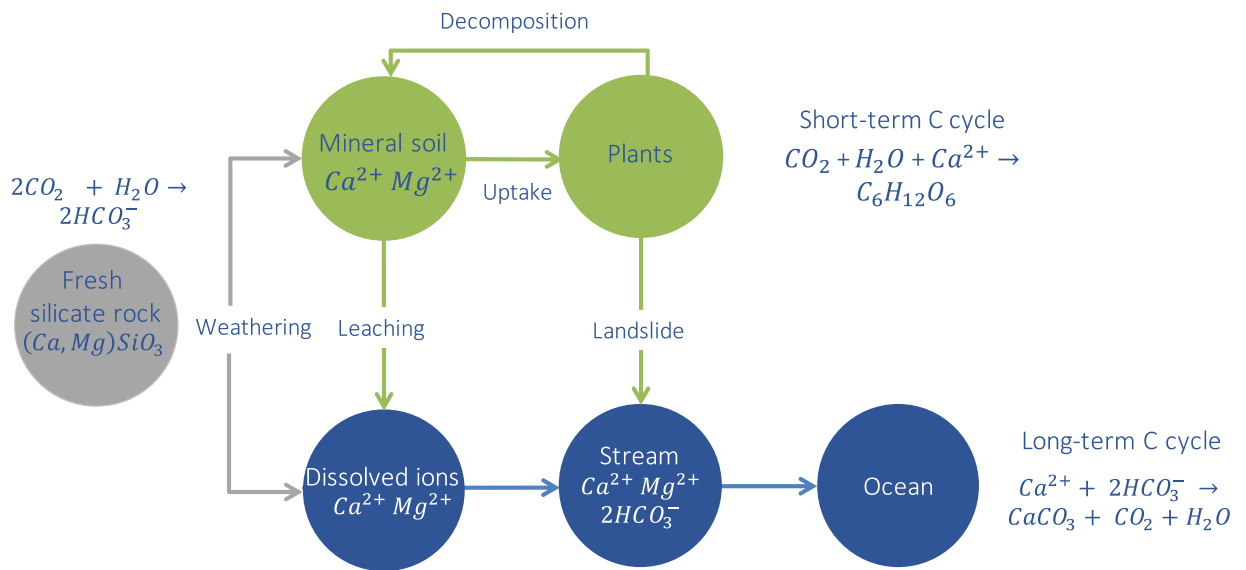 Decomposition
Mineral soil
Ca²⁺ Mg²⁺
Plants
Uptake
Short-term C cycle
CO₂ + H₂O + Ca²⁺ →
C₆H₁₂O₆
2CO₂ + H₂O →
2HCO₃⁻
Fresh
silicate rock
(Ca, Mg)SiO₃
Weathering
Leaching
Landslide
Dissolved ions
Ca²⁺ Mg²⁺
Stream
Ca²⁺ Mg²⁺
2HCO₃⁻
Ocean
Long-term C cycle
Ca²⁺ + 2HCO₃⁻ →
CaCO₃ + CO₂ + H₂O